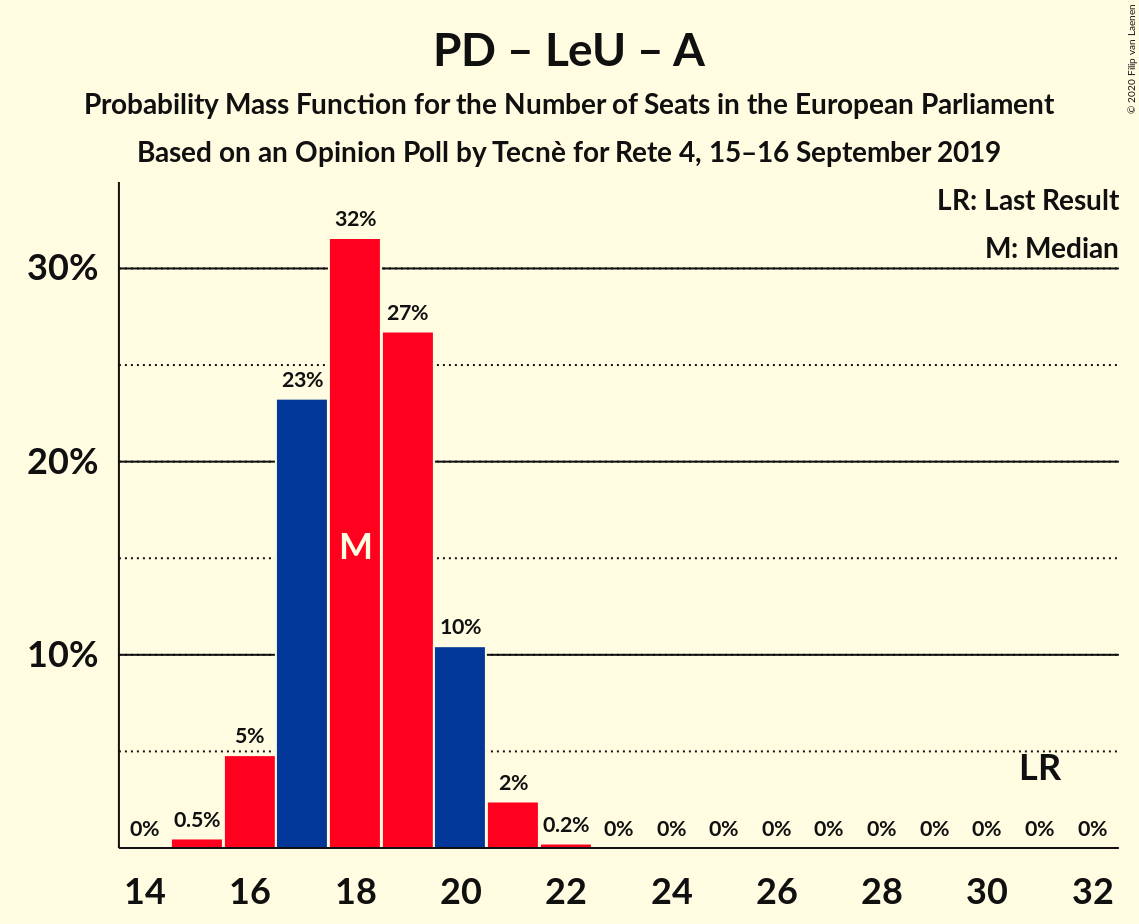 PD – LeU – A
Probability Mass Function for the Number of Seats in the European Parliament
Based on an Opinion Poll by Tecnè for Rete 4, 15–16 September 2019
© 2020 Filip van Laenen
LR: Last Result
M: Median
30%
20%
10%
0%
0.5%
5%
23%
32%
27%
10%
2%
0.2%
0%
0%
0%
0%
0%
0%
0%
0%
0%
0%
M
LR
14 16 18 20 22 24 26 28 30 32